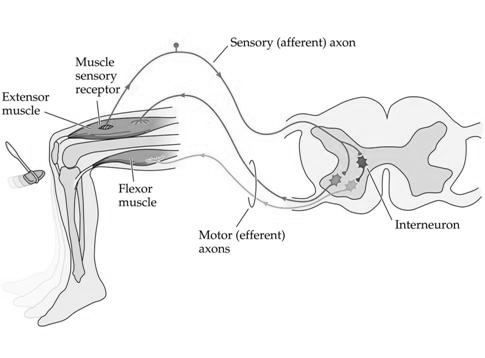 Sensory (afferent) axon
Muscle
sensory
receptor
Extensor
muscle
Flexor
muscle
Motor (efferent)
axons
Interneuron